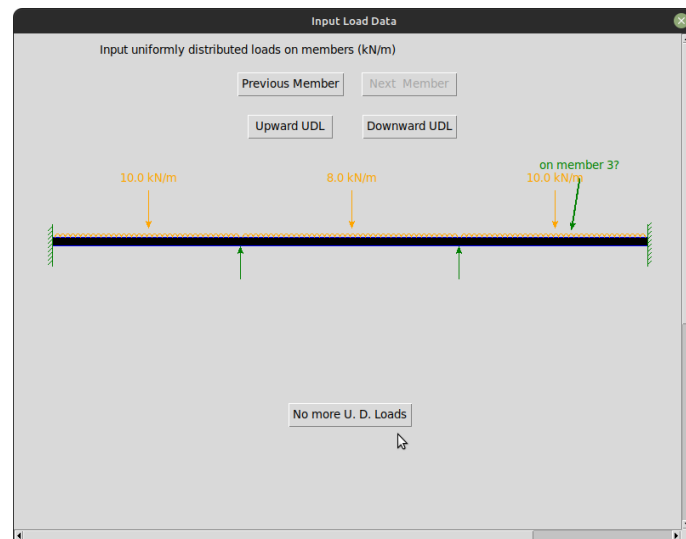 Input Load Data
Input uniformly distributed loads on members (kN/m)
Previous Member
Next Member
Upward UDL
Downward UDL
on member 3?
10.0 kN/m
8.0 kN/m
10.0 kN/m
No more U. D. Loads